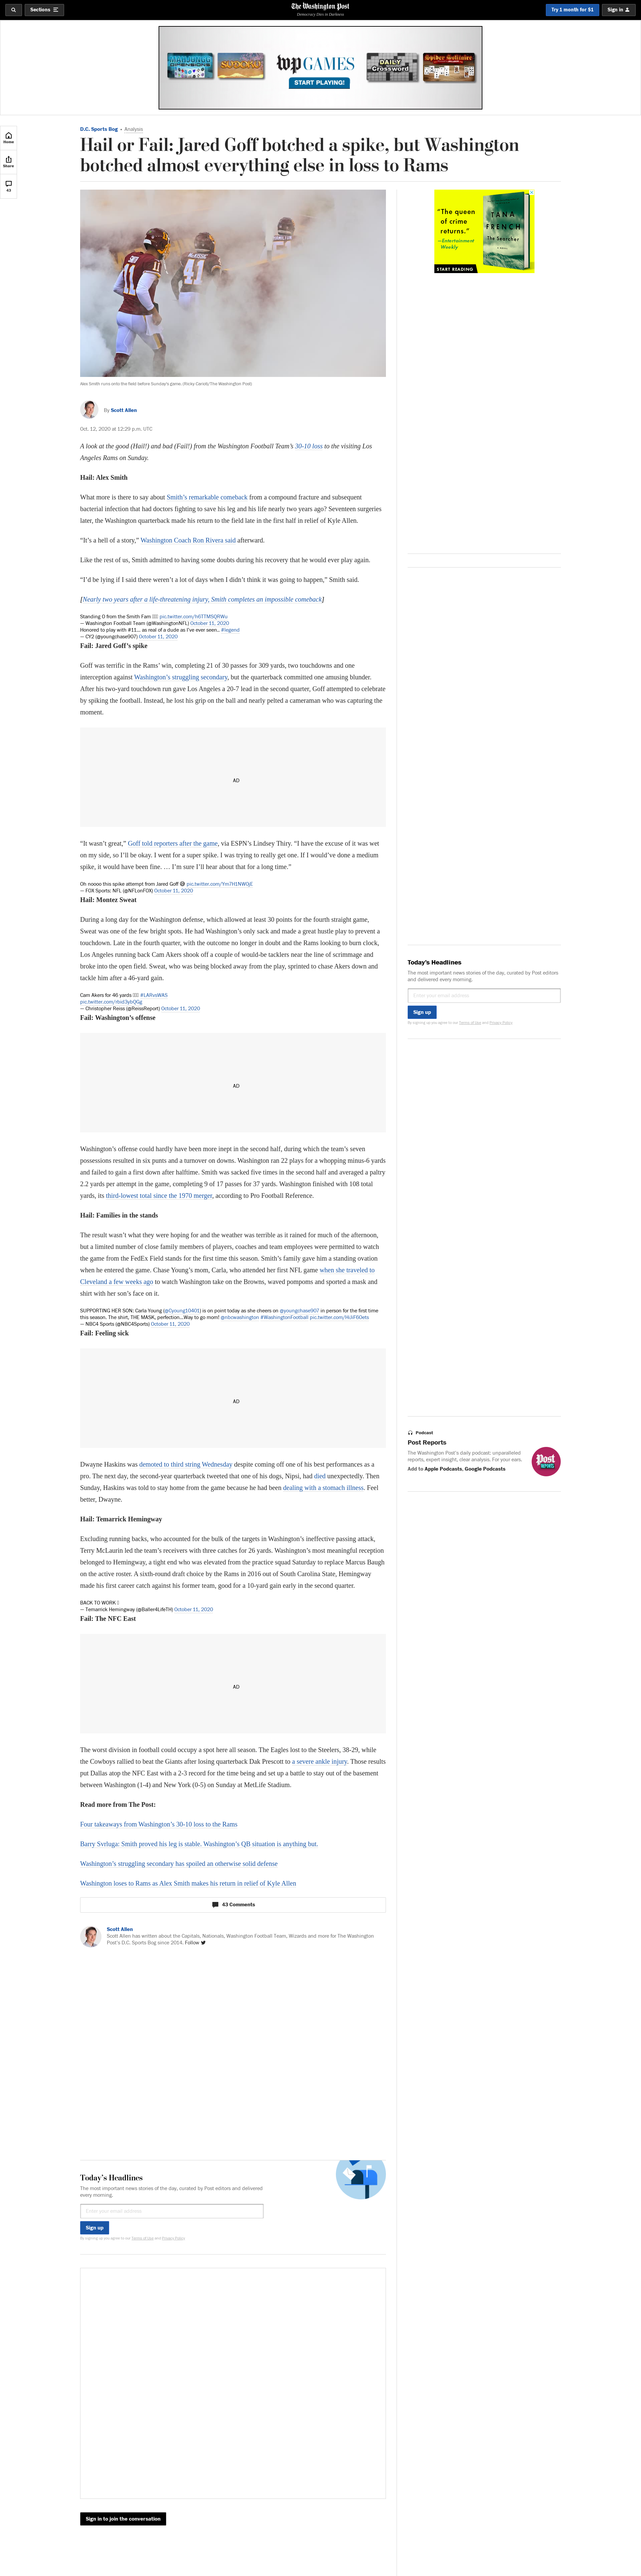 Sections
The Washington Post
Democracy Dies in Darkness
Try 1 month for $1
Sign in
WP GAMES
START PLAYING!
DAILY
Crossword
Spider Solitaire
Home
Share
43
D.C. Sports Bog • Analysis
Hail or Fail: Jared Goff botched a spike, but Washington
botched almost everything else in loss to Rams
“The queen
of crime
returns.”
—Entertainment
Weekly
TANA
FRENCH
The Searcher
START READING
Alex Smith runs onto the field before Sunday's game. (Ricky Carioti/The Washington Post)
By Scott Allen
Oct. 12, 2020 at 12:29 p.m. UTC
A look at the good (Hail!) and bad (Fail!) from the Washington Football Team’s 30-10 loss to the visiting Los
Angeles Rams on Sunday.
Hail: Alex Smith
What more is there to say about Smith’s remarkable comeback from a compound fracture and subsequent
bacterial infection that had doctors fighting to save his leg and his life nearly two years ago? Seventeen surgeries
later, the Washington quarterback made his return to the field late in the first half in relief of Kyle Allen.
“It’s a hell of a story,” Washington Coach Ron Rivera said afterward.
Like the rest of us, Smith admitted to having some doubts during his recovery that he would ever play again.
“I’d be lying if I said there weren’t a lot of days when I didn’t think it was going to happen,” Smith said.
[Nearly two years after a life-threatening injury, Smith completes an impossible comeback]
Standing O from the Smith Fam
— Washington Football Team (@WashingtonNFL) October 11, 2020
Honored to play with #11... as real of a dude as I’ve ever seen.. #legend
— CY2 (@youngchase907) October 11, 2020
Fail: Jared Goff’s spike
Goff was terrific in the Rams’ win, completing 21 of 30 passes for 309 yards, two touchdowns and one
interception against Washington’s struggling secondary, but the quarterback committed one amusing blunder.
After his two-yard touchdown run gave Los Angeles a 20-7 lead in the second quarter, Goff attempted to celebrate
by spiking the football. Instead, he lost his grip on the ball and nearly pelted a cameraman who was capturing the
moment.
AD
“It wasn’t great,” Goff told reporters after the game, via ESPN’s Lindsey Thiry. “I have the excuse of it was wet
on my side, so I’ll be okay. I went for a super spike. I was trying to really get one. If I would’ve done a medium
spike, it would have been fine. … I’m sure I’ll hear about that for a long time.”
Oh noooo this spike attempt from Jared Goff
— FOX Sports: NFL (@NFLonFOX) October 11, 2020
Hail: Montez Sweat
During a long day for the Washington defense, which allowed at least 30 points for the fourth straight game,
Sweat was one of the few bright spots. He had Washington’s only sack and made a great hustle play to prevent a
touchdown. Late in the fourth quarter, with the outcome no longer in doubt and the Rams looking to burn clock,
Los Angeles running back Cam Akers shook off a couple of would-be tacklers near the line of scrimmage and
broke into the open field. Sweat, who was being blocked away from the play, sprinted to chase Akers down and
tackle him after a 46-yard gain.
Cam Akers for 46 yards #LARvsWAS
— Christopher Reiss (@ReissReport) October 11, 2020
Fail: Washington’s offense
AD
Washington’s offense could hardly have been more inept in the second half, during which the team’s seven
possessions resulted in six punts and a turnover on downs. Washington ran 22 plays for a whopping minus-6 yards
and failed to gain a first down after halftime. Smith was sacked five times in the second half and averaged a paltry
2.2 yards per attempt in the game, completing 9 of 17 passes for 37 yards. Washington finished with 108 total
yards, its third-lowest total since the 1970 merger, according to Pro Football Reference.
Hail: Families in the stands
The result wasn’t what they were hoping for and the weather was terrible as it rained for much of the afternoon,
but a limited number of close family members of players, coaches and team employees were permitted to watch
the game from the FedEx Field stands for the first time this season. Smith’s family gave him a standing ovation
when he entered the game. Chase Young’s mom, Carla, who attended her first NFL game when she traveled to
Cleveland a few weeks ago to watch Washington take on the Browns, waved pompoms and sported a mask and
shirt with her son’s face on it.
SUPPORTING HER SON: Carla Young (@Cyoung10401) is on point today as she cheers on @youngchase907 in person for the first time
this season. The shirt, THE MASK, perfection...Way to go mom! @nbcwashington #WashingtonFootball
— NBC4 Sports (@NBC4Sports) October 11, 2020
Fail: Feeling sick
AD
Dwayne Haskins was demoted to third string Wednesday despite coming off one of his best performances as a
pro. The next day, the second-year quarterback tweeted that one of his dogs, Nipsi, had died unexpectedly. Then
Sunday, Haskins was told to stay home from the game because he had been dealing with a stomach illness. Feel
better, Dwayne.
Hail: Temarrick Hemingway
Excluding running backs, who accounted for the bulk of the targets in Washington’s ineffective passing attack,
Terry McLaurin led the team’s receivers with three catches for 26 yards. Washington’s most meaningful reception
belonged to Hemingway, a tight end who was elevated from the practice squad Saturday to replace Marcus Baugh
on the active roster. A sixth-round draft choice by the Rams in 2016 out of South Carolina State, Hemingway
made his first career catch against his former team, good for a 10-yard gain early in the second quarter.
BACK TO WORK
— Temarrick Hemingway (@Baller4LifeTH) October 11, 2020
Fail: The NFC East
AD
The worst division in football could occupy a spot here all season. The Eagles lost to the Steelers, 38-29, while
the Cowboys rallied to beat the Giants after losing quarterback Dak Prescott to a severe ankle injury. Those results
put Dallas atop the NFC East with a 2-3 record for the time being and set up a battle to stay out of the basement
between Washington (1-4) and New York (0-5) on Sunday at MetLife Stadium.
Read more from The Post:
Four takeaways from Washington’s 30-10 loss to the Rams
Barry Svrluga: Smith proved his leg is stable. Washington’s QB situation is anything but.
Washington’s struggling secondary has spoiled an otherwise solid defense
Washington loses to Rams as Alex Smith makes his return in relief of Kyle Allen
43 Comments
Scott Allen
Scott Allen has written about the Capitals, Nationals, Washington Football Team, Wizards and more for The Washington
Post's D.C. Sports Bog since 2014. Follow
Today’s Headlines
The most important news stories of the day, curated by Post editors and delivered
every morning.
Enter your email address
Sign up
By signing up you agree to our Terms of Use and Privacy Policy
Sign in to join the conversation
Today's Headlines
The most important news stories of the day, curated by Post editors
and delivered every morning.
Enter your email address
Sign up
By signing up you agree to our Terms of Use and Privacy Policy
Podcast
Post Reports
The Washington Post's daily podcast: unparalleled
reports, expert insight, clear analysis. For your ears.
Add to Apple Podcasts, Google Podcasts
Post
REPORTS